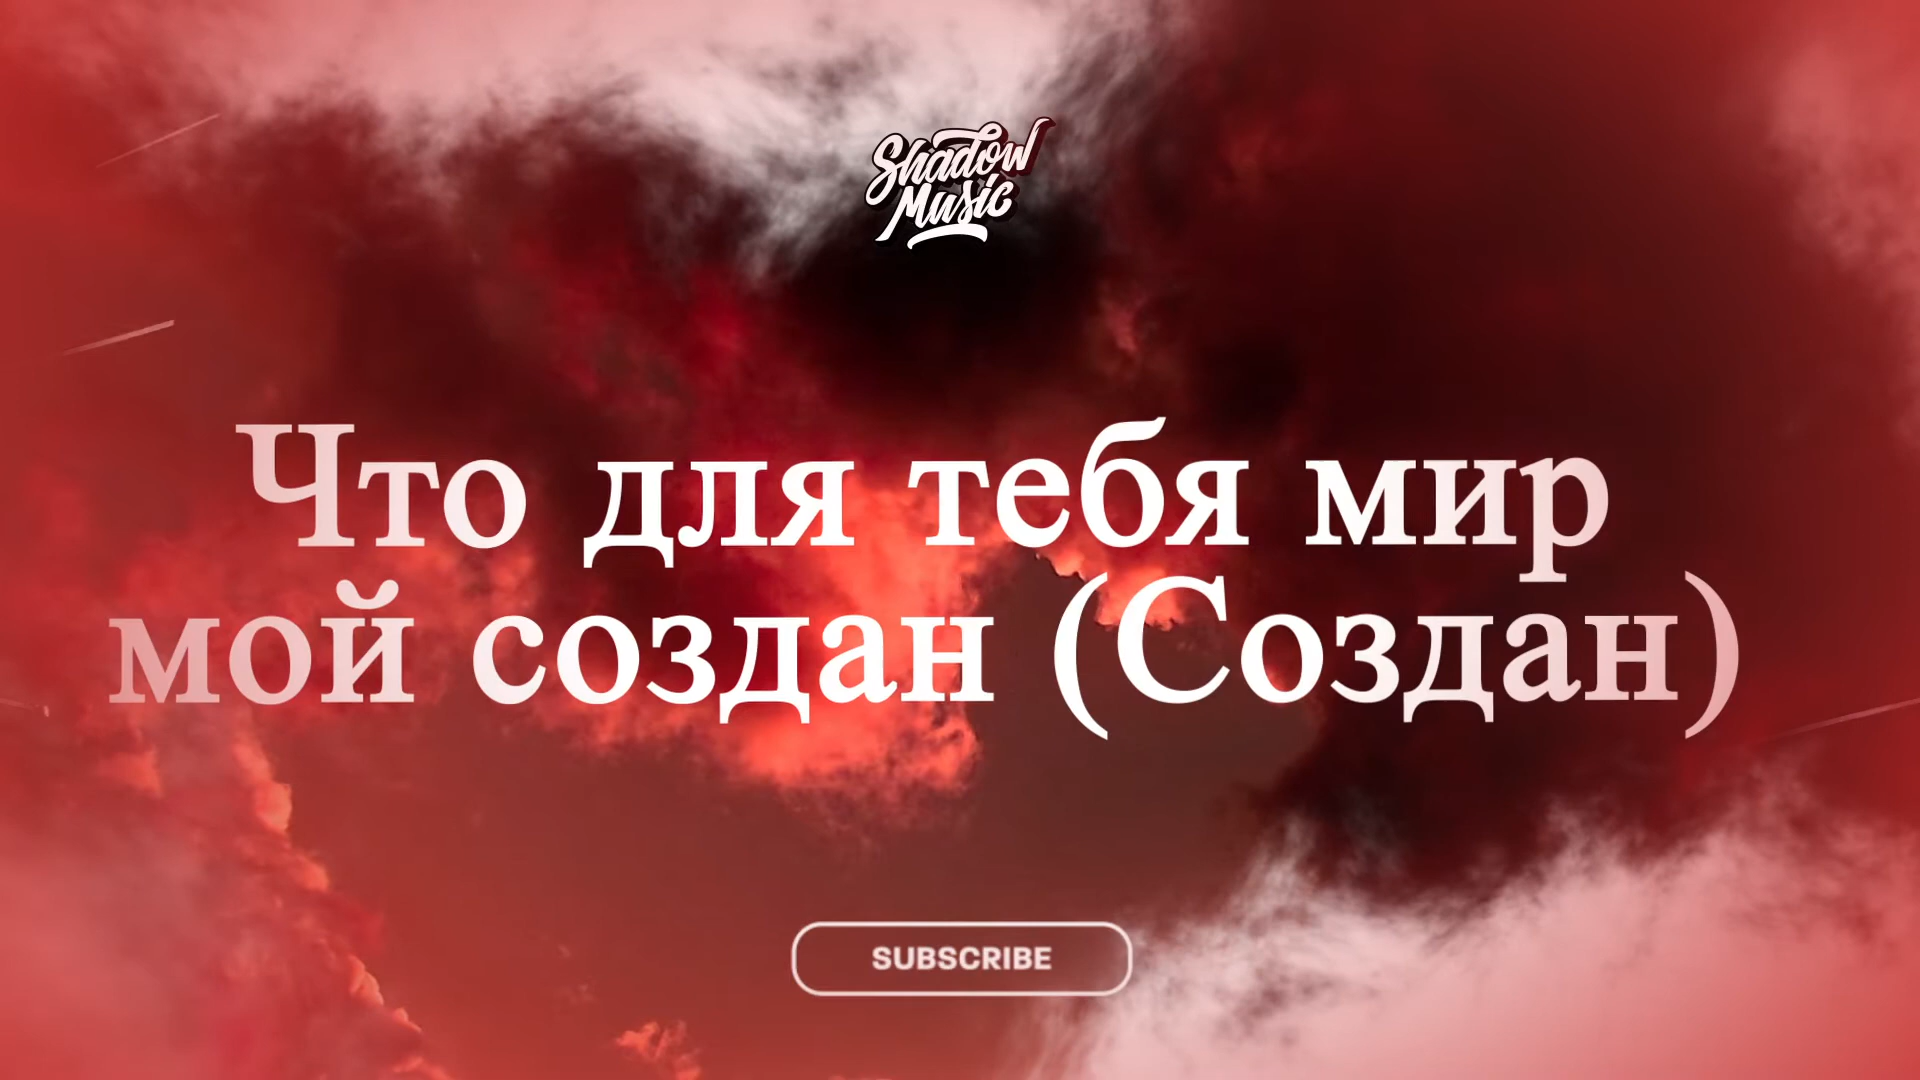 Shadow
Music
Что для тебя мир
мой создан (Создан)
SUBSCRIBE